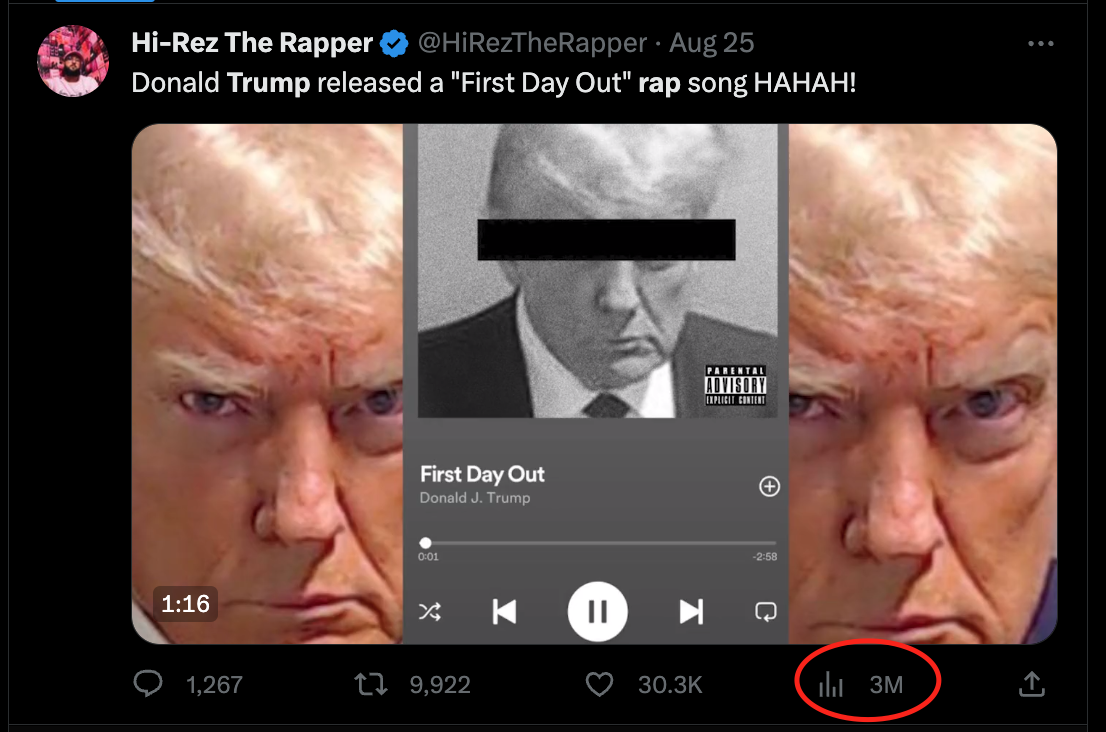 Hi-Rez The Rapper @HiRezTheRapper · Aug 25
Donald Trump released a "First Day Out" rap song HAHAH!
PARENTAL
ADVISORY
EXPLICIT CONTENT
First Day Out
Donald J. Trump
0:01 -2:58
1:16
1,267 9,922 30.3K 3M